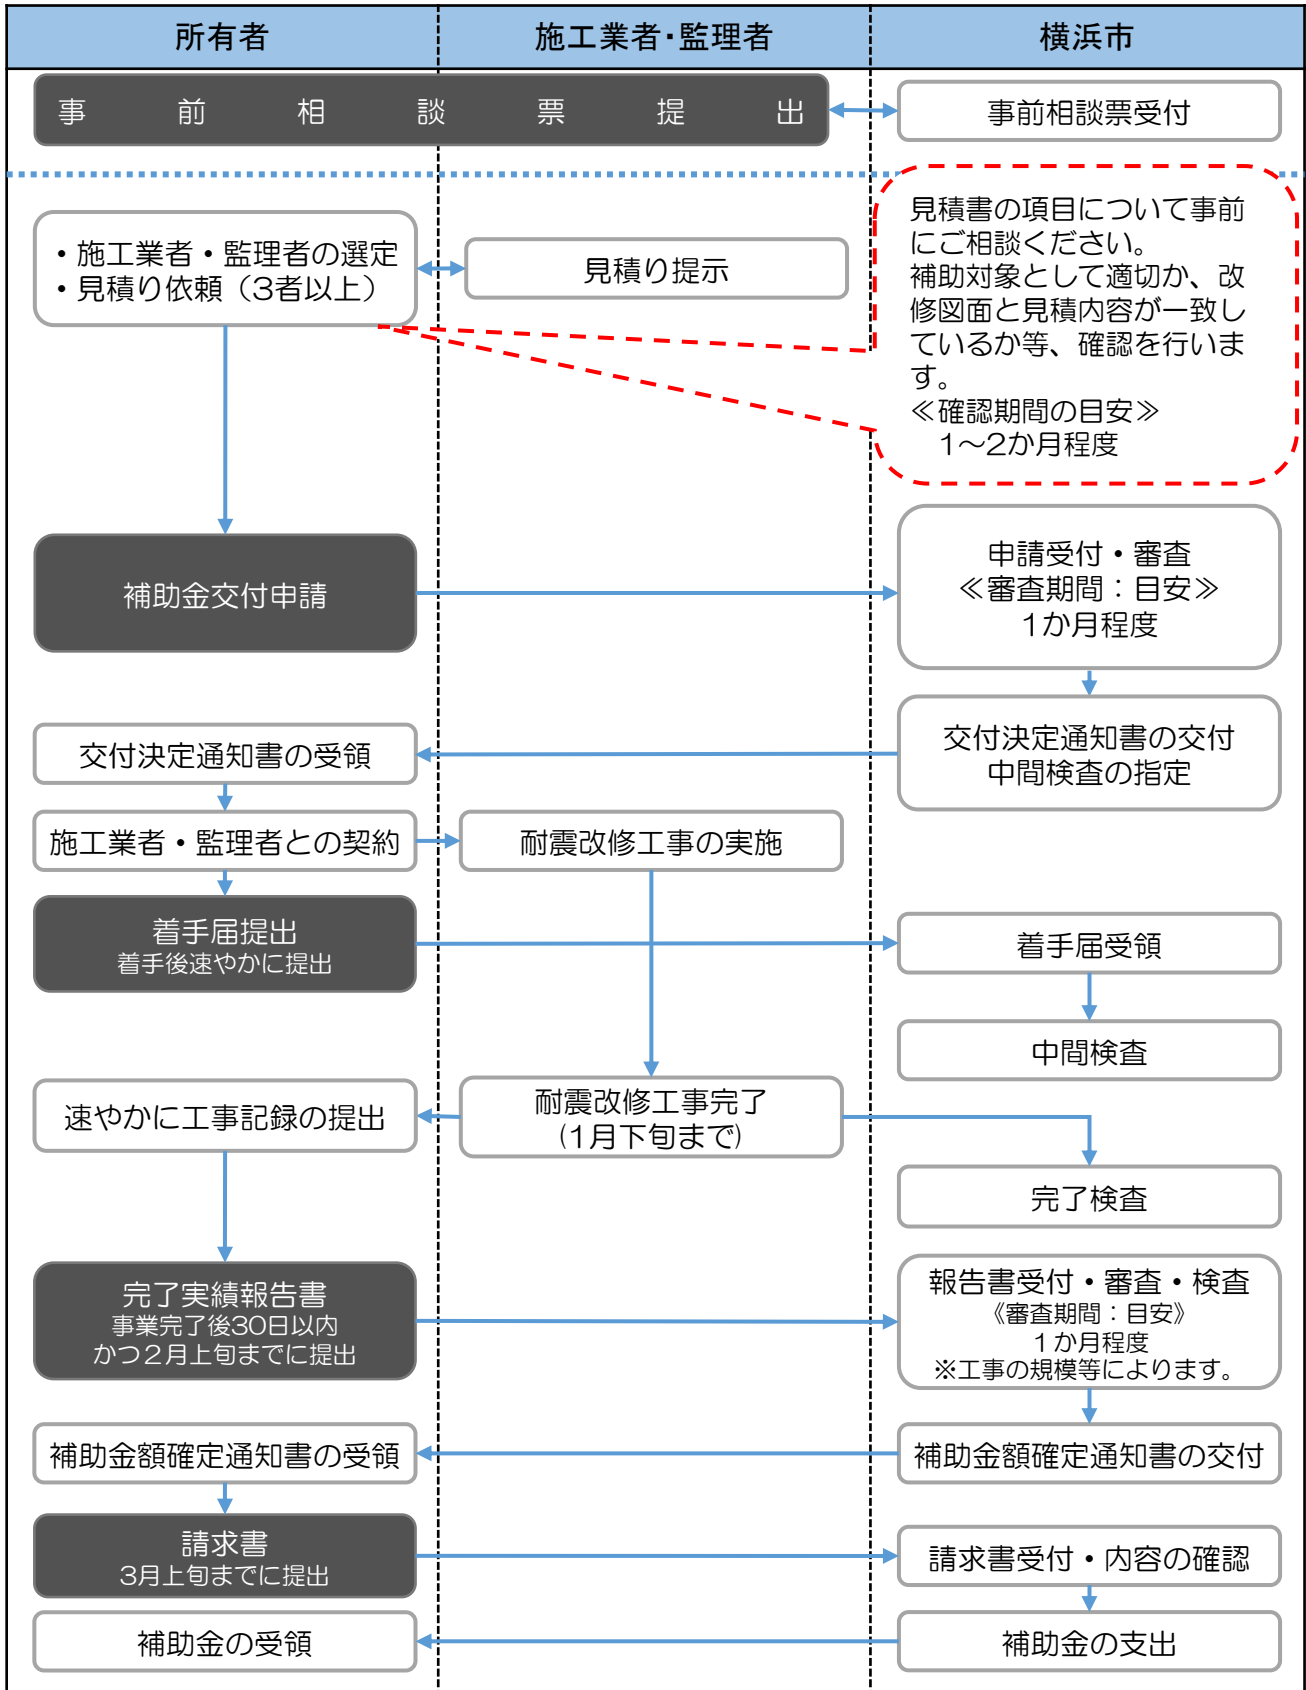 所有者
施工業者・監理者
横浜市
事前相談票提出
事前相談票受付
・施工業者・監理者の選定
・見積り依頼（3者以上）
見積り提示
見積書の項目について事前
にご相談ください。
補助対象として適切か、改
修図面と見積内容が一致し
ているか等、確認を行いま
す。
≪確認期間の目安≫
1～2か月程度
補助金交付申請
申請受付・審査
≪審査期間：目安≫
1か月程度
交付決定通知書の受領
交付決定通知書の交付
中間検査の指定
施工業者・監理者との契約
耐震改修工事の実施
着手届提出
着手後速やかに提出
着手届受領
中間検査
速やかに工事記録の提出
耐震改修工事完了
(1月下旬まで)
完了検査
完了実績報告書
事業完了後30日以内
かつ２月上旬までに提出
報告書受付・審査・検査
《審査期間：目安》
１か月程度
※工事の規模等によります。
補助金額確定通知書の受領
補助金額確定通知書の交付
請求書
3月上旬までに提出
請求書受付・内容の確認
補助金の受領
補助金の支出